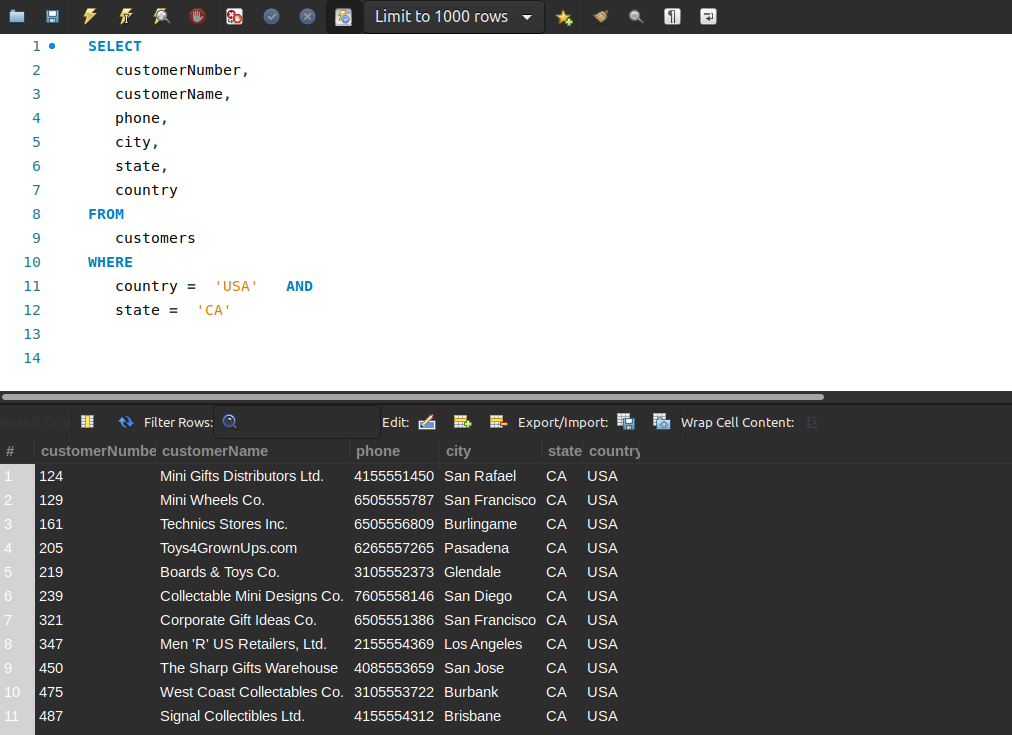 Limit to 1000 rows
1 SELECT
2 customerNumber,
3 customerName,
4 phone,
5 city,
6 state,
7 country
8 FROM
9 customers
10 WHERE
11 country = 'USA' AND
12 state = 'CA'
13
14
Result Grid Filter Rows: Edit: Export/Import: Wrap Cell Content:
# customerNumbe customerName phone city state country
1 124 Mini Gifts Distributors Ltd. 4155551450 San Rafael CA USA
2 129 Mini Wheels Co. 6505555787 San Francisco CA USA
3 161 Technics Stores Inc. 6505556809 Burlingame CA USA
4 205 Toys4GrownUps.com 6265557265 Pasadena CA USA
5 219 Boards & Toys Co. 3105552373 Glendale CA USA
6 239 Collectable Mini Designs Co. 7605558146 San Diego CA USA
7 321 Corporate Gift Ideas Co. 6505551386 San Francisco CA USA
8 347 Men 'R' US Retailers, Ltd. 2155554369 Los Angeles CA USA
9 450 The Sharp Gifts Warehouse 4085553659 San Jose CA USA
10 475 West Coast Collectables Co. 3105553722 Burbank CA USA
11 487 Signal Collectibles Ltd. 4155554312 Brisbane CA USA